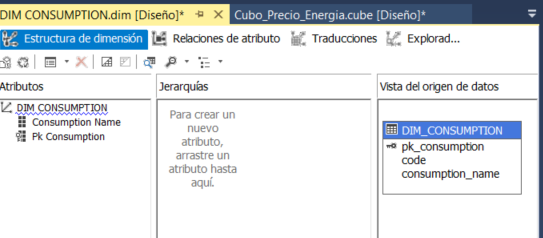 DIM CONSUMPTION.dim [Diseño]* Cubo_Precio_Energia.cube [Diseño]*
Estructura de dimensión Relaciones de atributo Traducciones Explorad...
Atributos
DIM CONSUMPTION
Consumption Name
Pk Consumption
Jerarquías
Para crear un
nuevo
atributo,
arrastre un
atributo hasta
aquí.
Vista del origen de datos
DIM_CONSUMPTION
pk_consumption
code
consumption_name